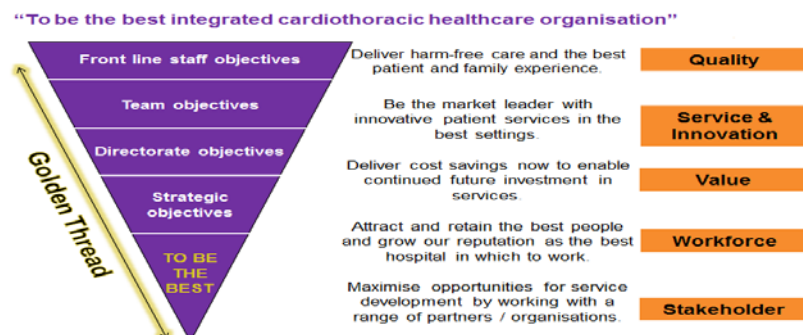 “To be the best integrated cardiothoracic healthcare organisation”
Front line staff objectives
Team objectives
Directorate objectives
Strategic
objectives
TO BE
THE
BEST
Golden Thread
Deliver harm-free care and the best
patient and family experience.
Quality
Be the market leader with
innovative patient services in the
best settings.
Service &
Innovation
Deliver cost savings now to enable
continued future investment in
services.
Value
Attract and retain the best people
and grow our reputation as the best
hospital in which to work.
Workforce
Maximise opportunities for service
development by working with a
range of partners / organisations.
Stakeholder